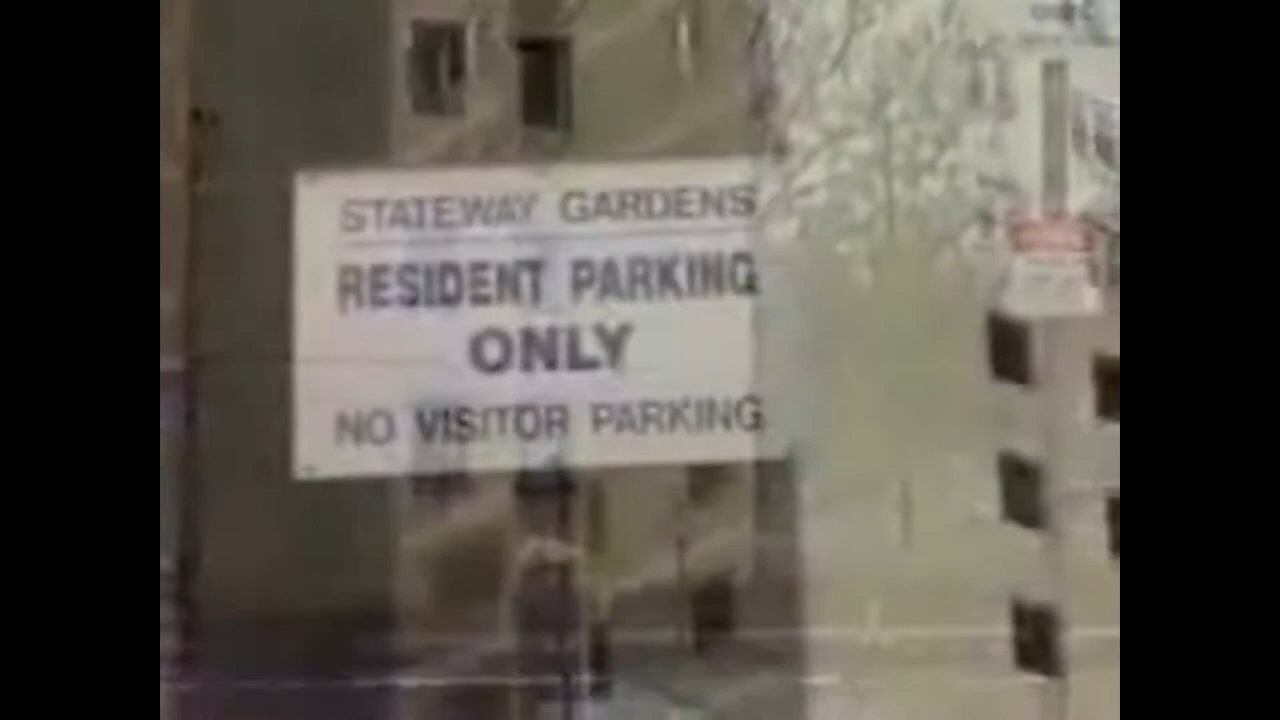 STATEWAY GARDENS
RESIDENT PARKING
ONLY
NO VISITOR PARKING